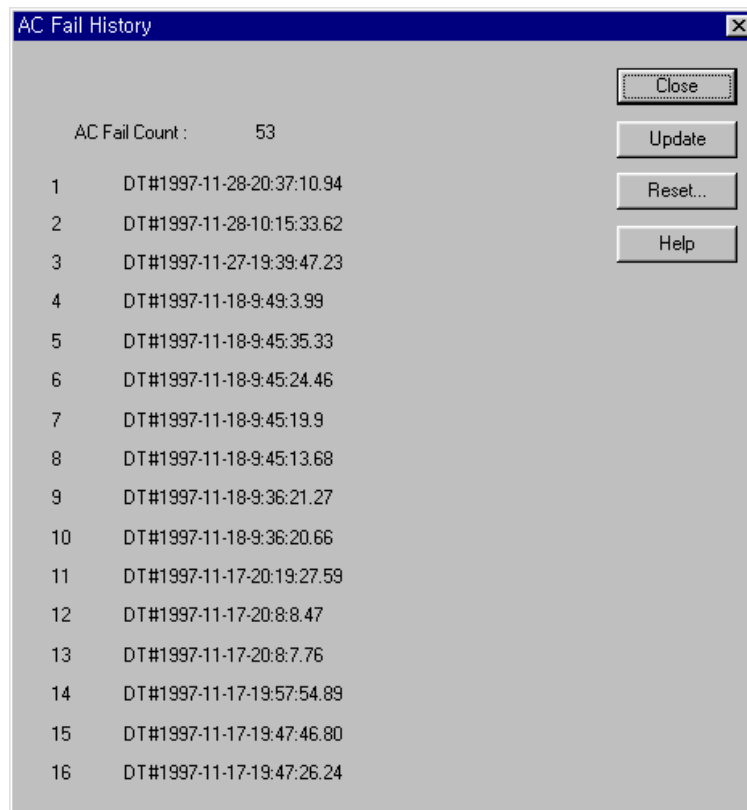 AC Fail History
Close
AC Fail Count : 53
Update
1 DT#1997-11-28-20:37:10.94
Reset...
2 DT#1997-11-28-10:15:33.62
Help
3 DT#1997-11-27-19:39:47.23
4 DT#1997-11-18-9:49:3.99
5 DT#1997-11-18-9:45:35.33
6 DT#1997-11-18-9:45:24.46
7 DT#1997-11-18-9:45:19.9
8 DT#1997-11-18-9:45:13.68
9 DT#1997-11-18-9:36:21.27
10 DT#1997-11-18-9:36:20.66
11 DT#1997-11-17-20:19:27.59
12 DT#1997-11-17-20:8:8.47
13 DT#1997-11-17-20:8:7.76
14 DT#1997-11-17-19:57:54.89
15 DT#1997-11-17-19:47:46.80
16 DT#1997-11-17-19:47:26.24